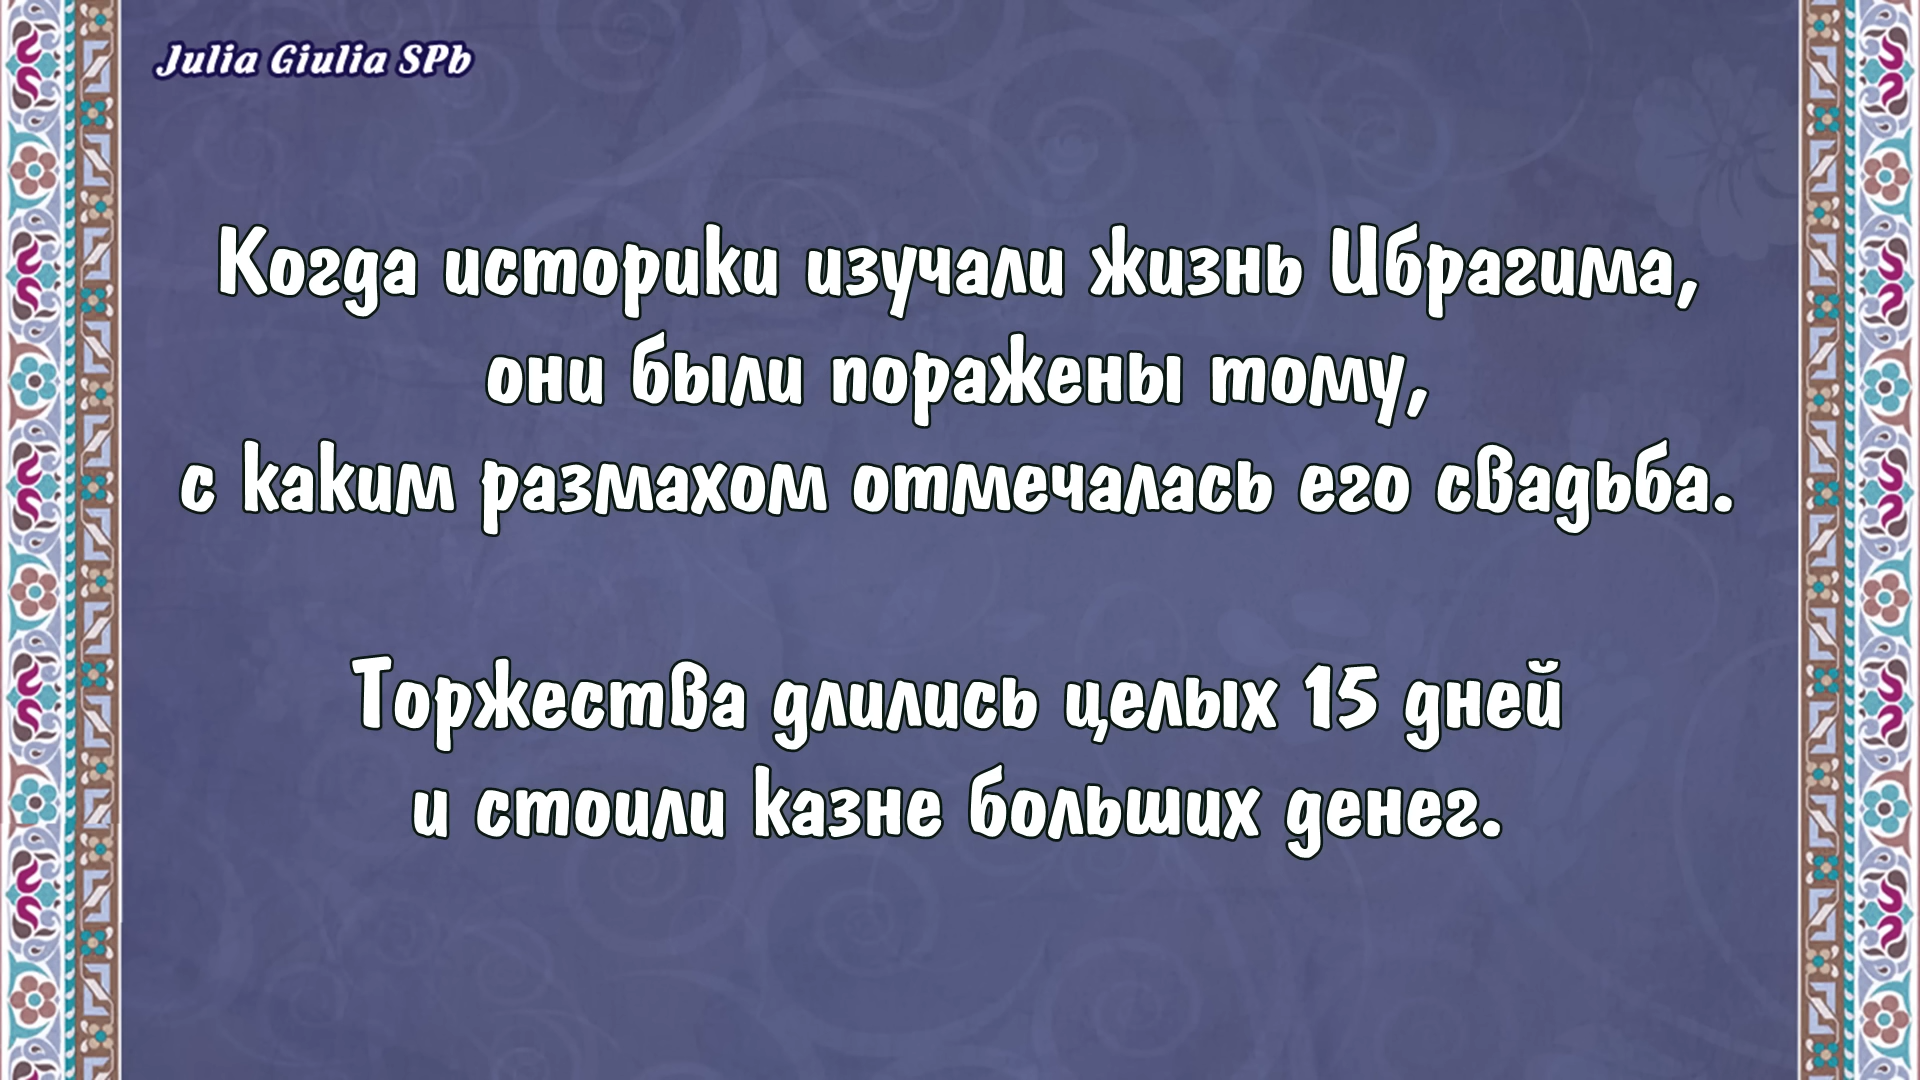 Julia Giulia SPb
Когда историки изучали жизнь Ибрагима,
они были поражены тому,
с каким размахом отмечалась его свадьба.
Торжества длились целых 15 дней
и стоили казне больших денег.